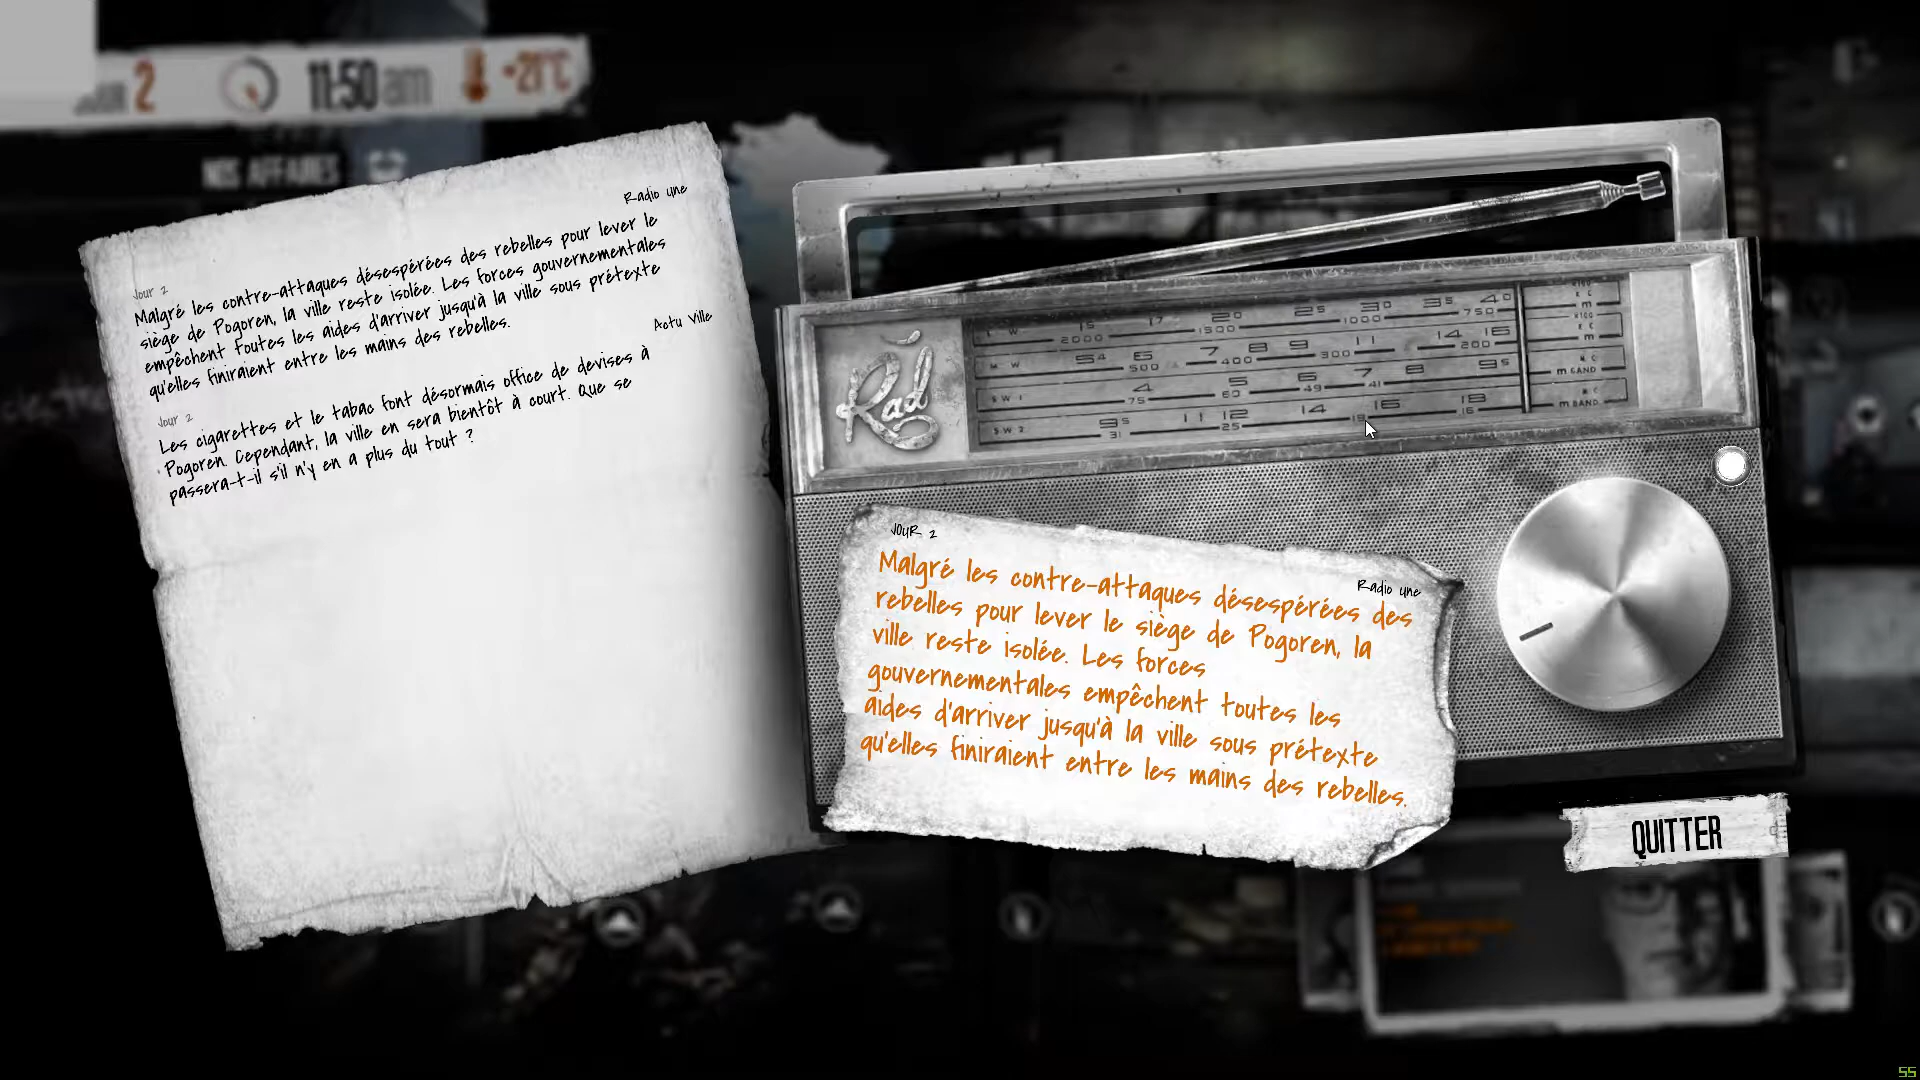 JOUR 2
11:50 am
NOS AFFAIRES
Radio Une
Jour 2
Malgré les contre-attaques désespérées des rebelles pour lever le
siège de Pogoren, la ville reste isolée. Les forces gouvernementales
empêchent toutes les aides d'arriver jusqu'à la ville sous prétexte
qu'elles finiraient entre les mains des rebelles.
Actu Ville
Jour 2
Les cigarettes et le tabac font désormais office de devises à
Pogoren. Cependant, la ville en sera bientôt à court. Que se
passera-t-il s'il n'y en a plus du tout ?
Rad
S W 1
S W 2
JOUR 2
Radio Une
Malgré les contre-attaques désespérées des
rebelles pour lever le siège de Pogoren, la
ville reste isolée. Les forces
gouvernementales empêchent toutes les
aides d'arriver jusqu'à la ville sous prétexte
qu'elles finiraient entre les mains des rebelles.
QUITTER
55